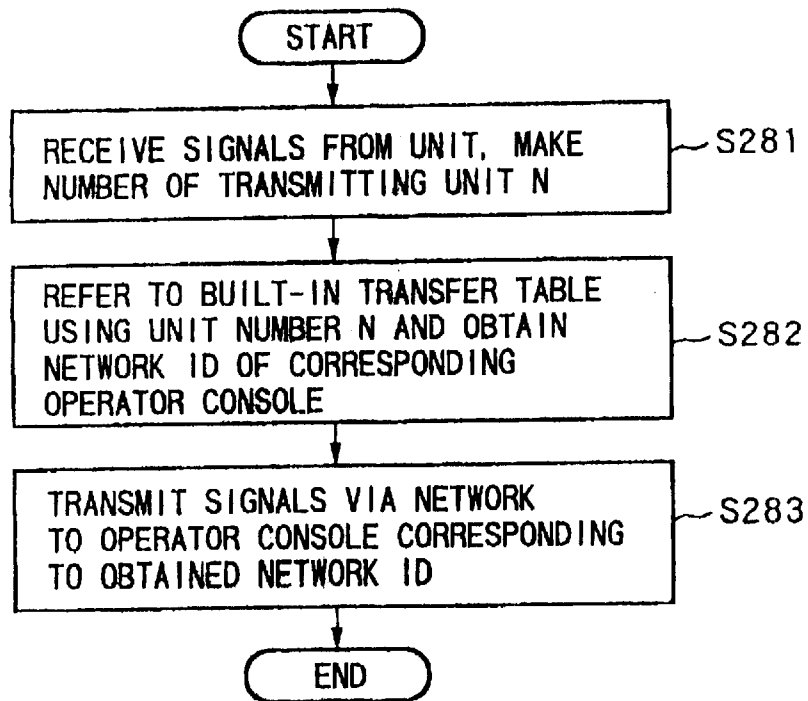 START
RECEIVE SIGNALS FROM UNIT, MAKE
NUMBER OF TRANSMITTING UNIT N
S281
REFER TO BUILT-IN TRANSFER TABLE
USING UNIT NUMBER N AND OBTAIN
NETWORK ID OF CORRESPONDING
OPERATOR CONSOLE
S282
TRANSMIT SIGNALS VIA NETWORK
TO OPERATOR CONSOLE CORRESPONDING
TO OBTAINED NETWORK ID
S283
END